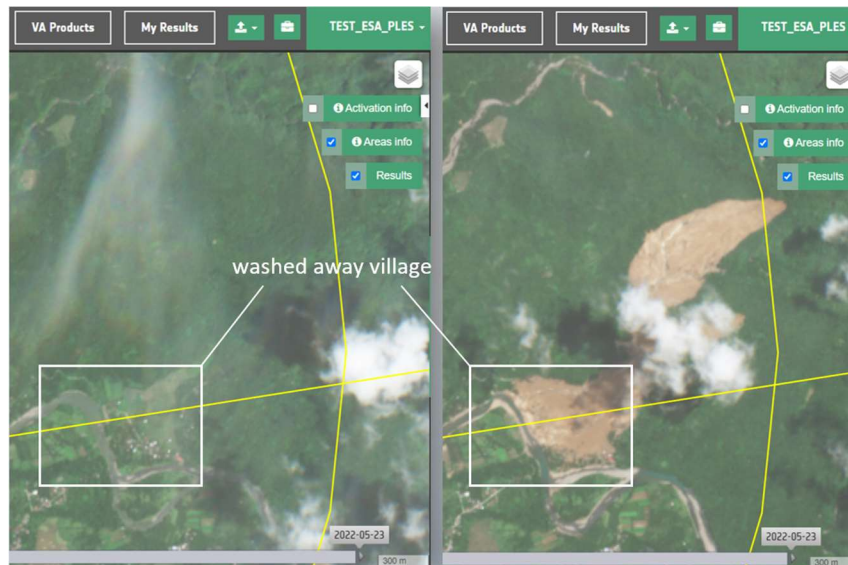 VA Products
My Results
TEST_ESA_PLES
Activation info
Areas info
Results
washed away village
2022-05-23
300 m
VA Products
My Results
TEST_ESA_PLES
Activation info
Areas info
Results
2022-05-23
300 m